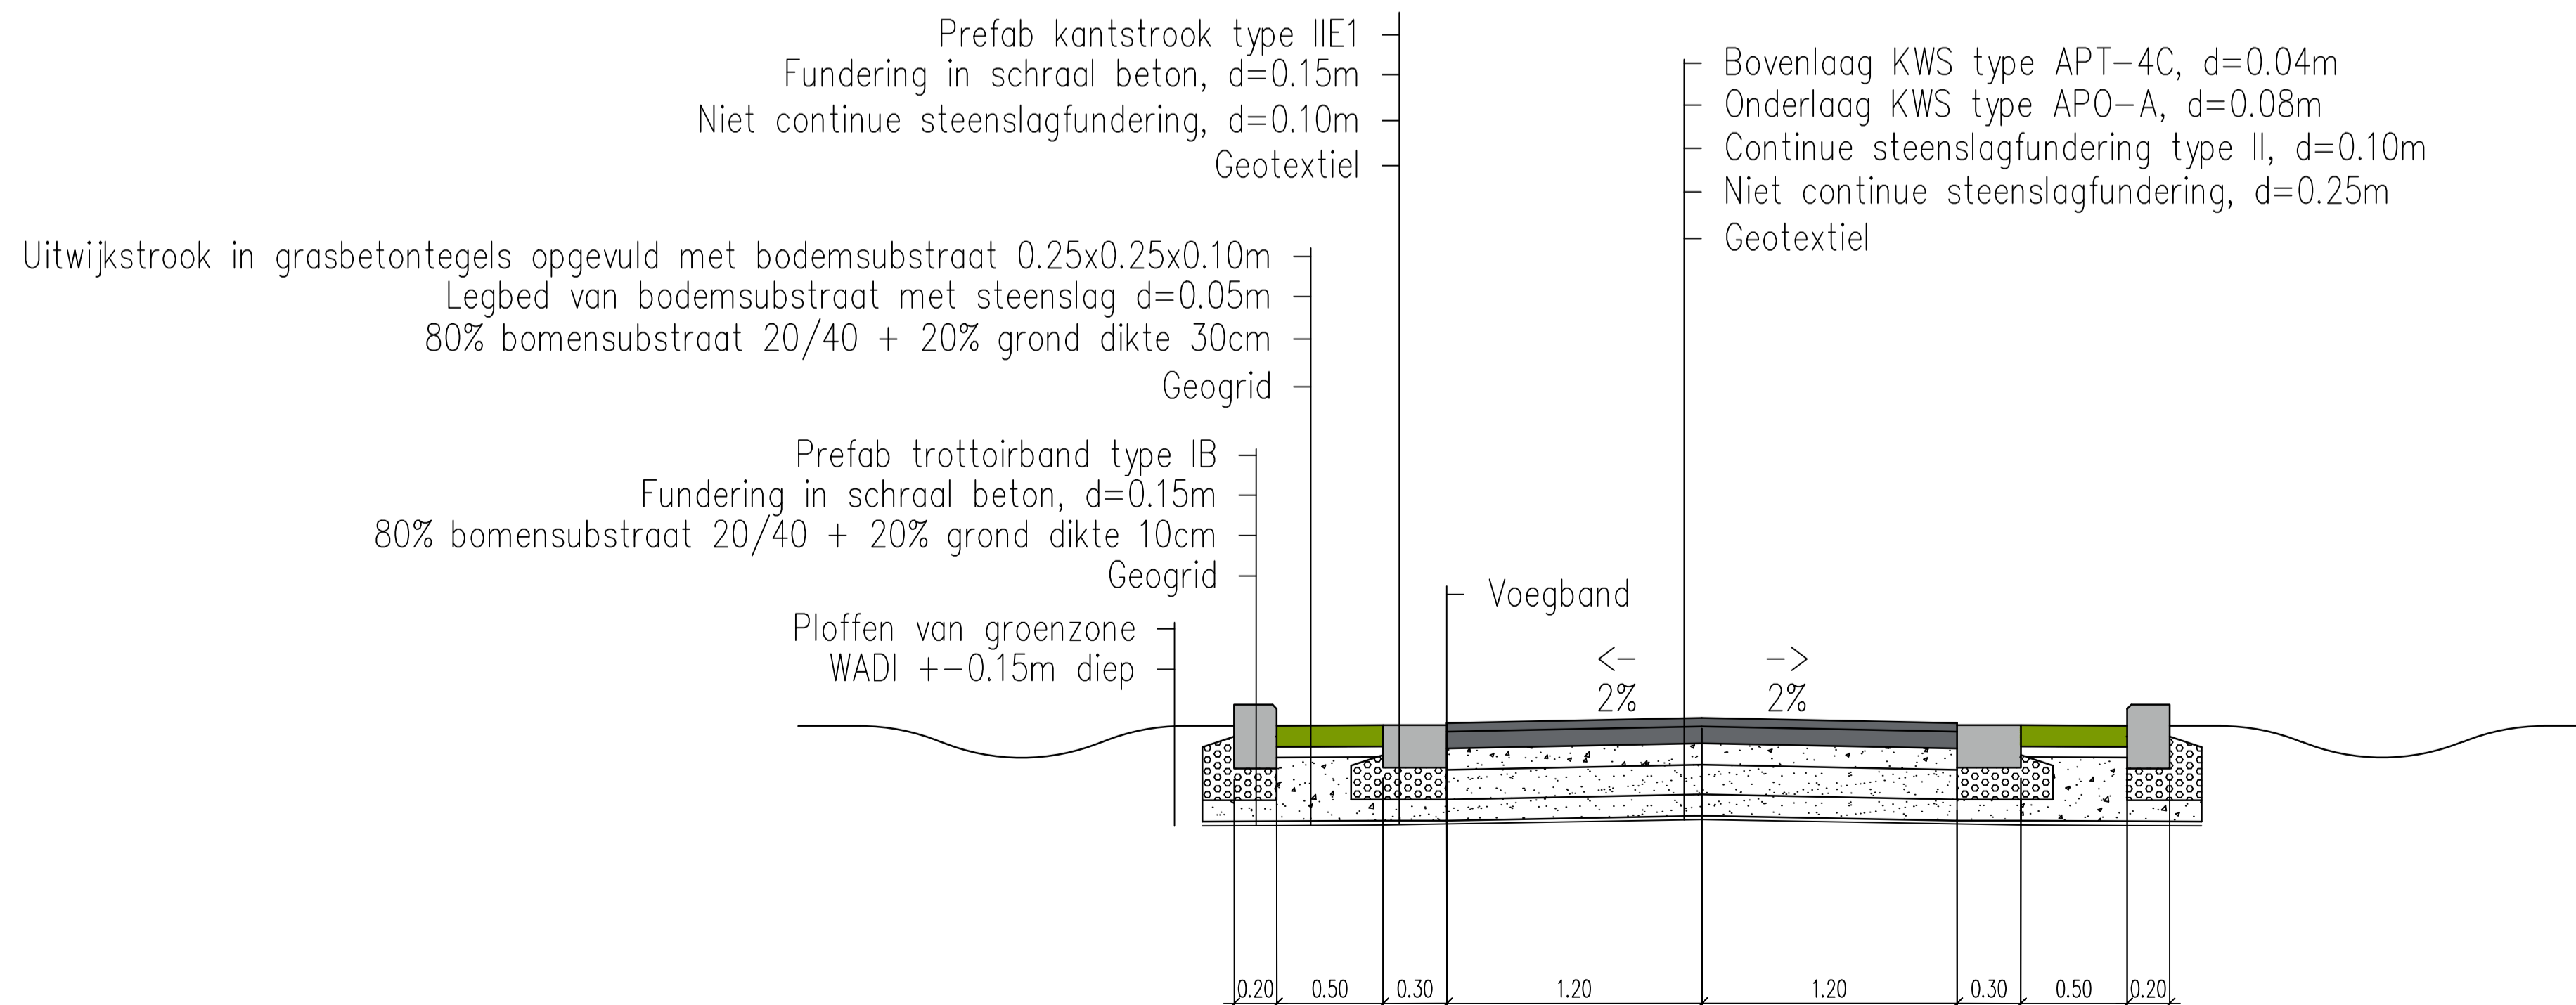 Prefab kantstrook type IIE1
Fundering in schraal beton, d=0.15m
Niet continue steenslagfundering, d=0.10m
Geotextiel
Bovenlaag KWS type APT-4C, d=0.04m
Onderlaag KWS type APO-A, d=0.08m
Continue steenslagfundering type II, d=0.10m
Niet continue steenslagfundering, d=0.25m
Geotextiel
Uitwijkstrook in grasbetontegels opgevuld met bodemsubstraat 0.25x0.25x0.10m
Legbed van bodemsubstraat met steenslag d=0.05m
80% bomensubstraat 20/40 + 20% grond dikte 30cm
Geogrid
Prefab trottoirband type IB
Fundering in schraal beton, d=0.15m
80% bomensubstraat 20/40 + 20% grond dikte 10cm
Geogrid
Voegband
Ploffen van groenzone
WADI +-0.15m diep
<- ->
2% 2%
0.20 0.50 0.30 1.20 1.20 0.30 0.50 0.20